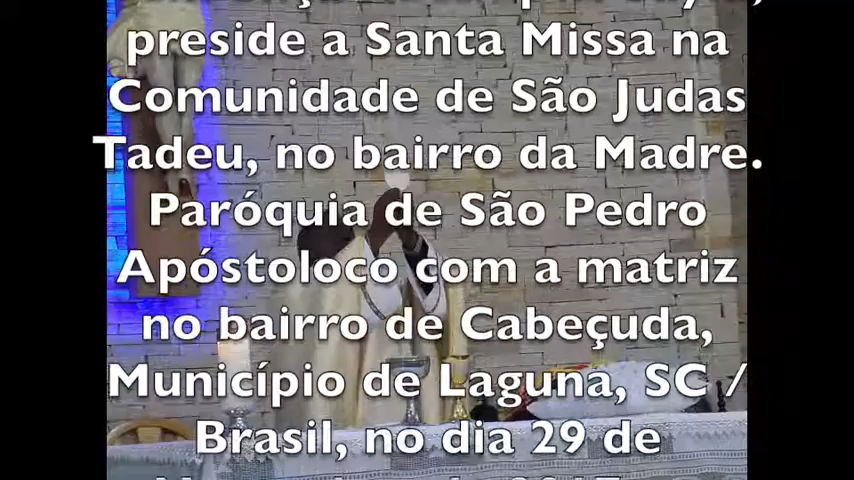 preside a Santa Missa na
Comunidade de São Judas
Tadeu, no bairro da Madre.
Paróquia de São Pedro
Apóstoloco com a matriz
no bairro de Cabeçuda,
Município de Laguna, SC /
Brasil, no dia 29 de